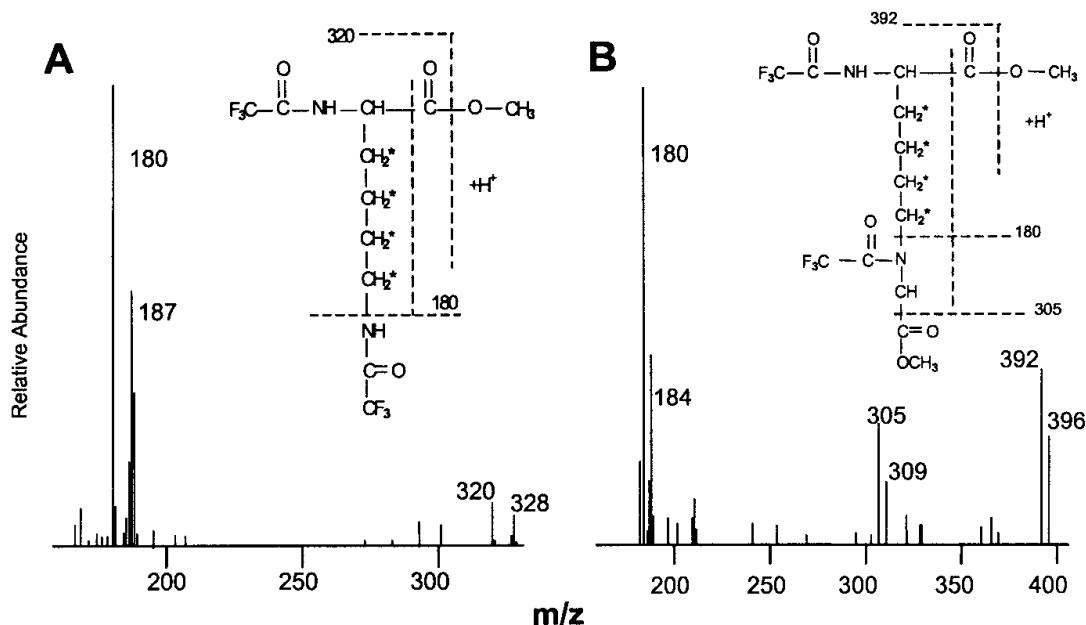 A
320
O
O
F₃C—C—NH—CH—C—O—CH₃
CH₂*
+H⁺
CH₂*
CH₂*
CH₂*
180
NH
C=O
CF₃
180
187
320
328
200
250
300
Relative Abundance
B
392
O
O
F₃C—C—NH—CH—C—O—CH₃
CH₂*
+H⁺
CH₂*
CH₂*
CH₂*
O
180
F₃C—C—N
CH
305
C=O
OCH₃
180
184
305
309
392
396
200
250
300
350
400
m/z